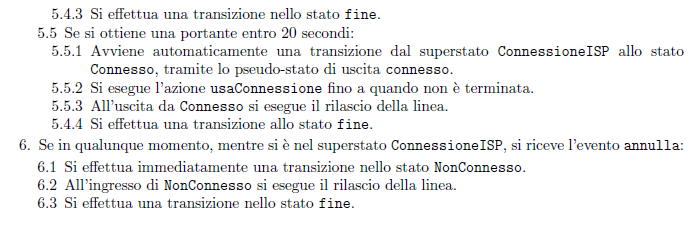 5.4.3 Si effettua una transizione nello stato fine.
5.5 Se si ottiene una portante entro 20 secondi:
5.5.1 Avviene automaticamente una transizione dal superstato ConnessioneISP allo stato
Connesso, tramite lo pseudo-stato di uscita connesso.
5.5.2 Si esegue l'azione usaConnessione fino a quando non è terminata.
5.5.3 All'uscita da Connesso si esegue il rilascio della linea.
5.4.4 Si effettua una transizione allo stato fine.
6. Se in qualunque momento, mentre si è nel superstato ConnessioneISP, si riceve l'evento annulla:
6.1 Si effettua immediatamente una transizione nello stato NonConnesso.
6.2 All'ingresso di NonConnesso si esegue il rilascio della linea.
6.3 Si effettua una transizione nello stato fine.